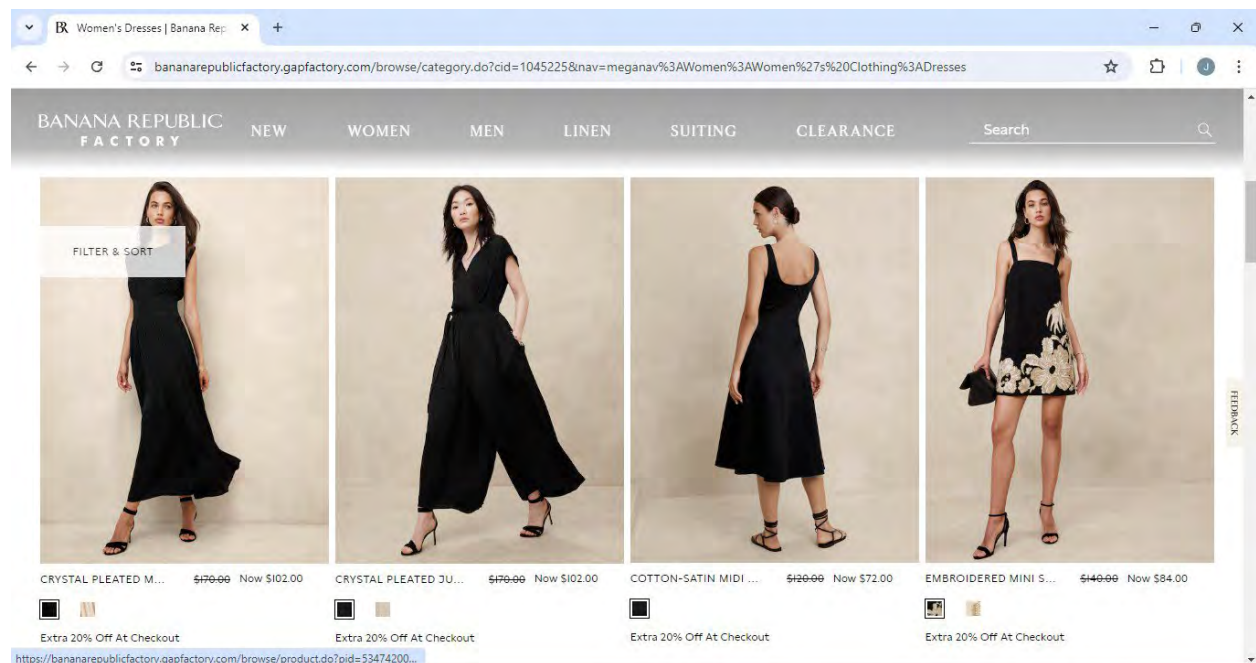 BR Women's Dresses | Banana Rep
bananarepublicfactory.gapfactory.com/browse/category.do?cid=1045225&nav=meganav%3AWomen%3AWomen%27s%20Clothing%3ADresses
J
BANANA REPUBLIC
FACTORY
NEW WOMEN MEN LINEN SUITING CLEARANCE Search
FILTER & SORT
FEEDBACK
CRYSTAL PLEATED M... $170.00 Now $102.00
Extra 20% Off At Checkout
CRYSTAL PLEATED JU... $170.00 Now $102.00
Extra 20% Off At Checkout
COTTON-SATIN MIDI ... $120.00 Now $72.00
Extra 20% Off At Checkout
EMBROIDERED MINI S... $140.00 Now $84.00
Extra 20% Off At Checkout
https://bananarepublicfactory.gapfactory.com/browse/product.do?pid=53474200...